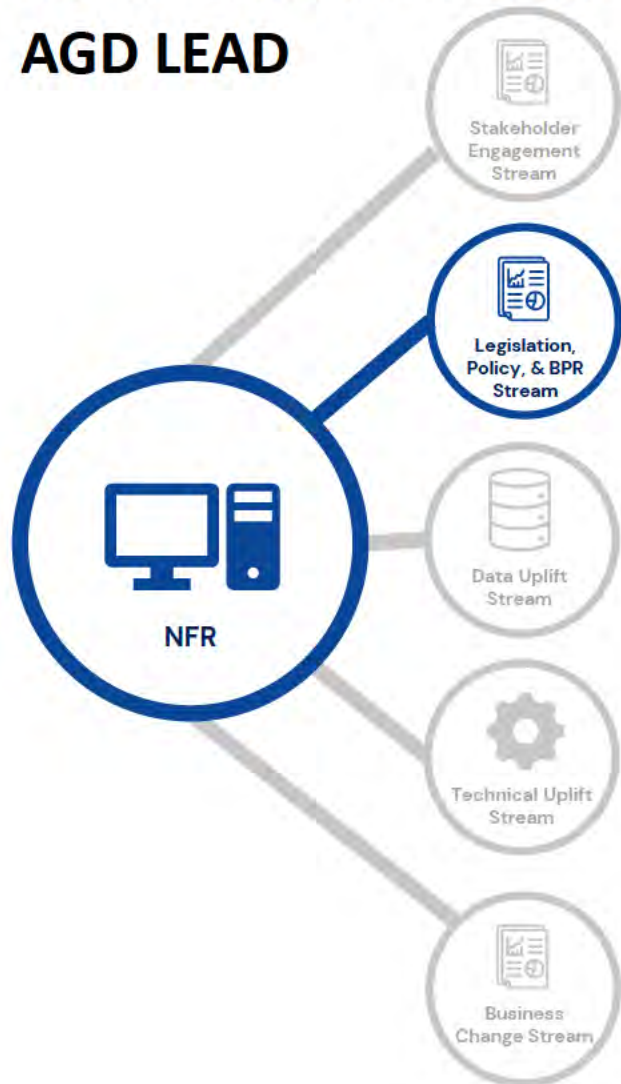 AGD LEAD
Stakeholder
Engagement
Stream
Legislation,
Policy, & BPR
Stream
NFR
Data Uplift
Stream
Technical Uplift
Stream
Business
Change Stream